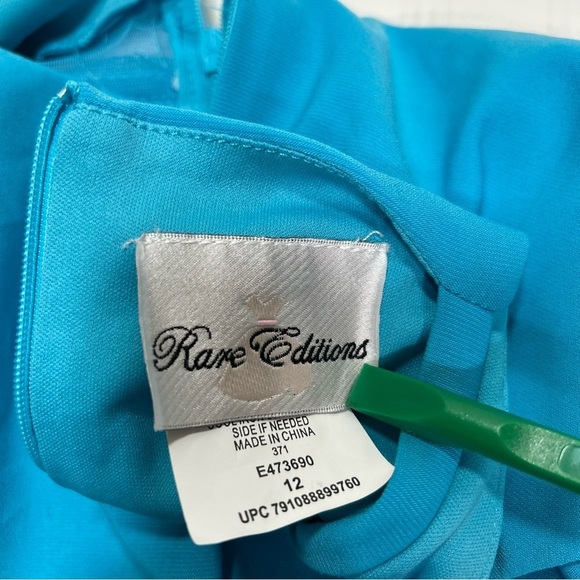 Rare Editions
SIDE IF NEEDED
MADE IN CHINA
371
E473690
12
UPC 791088899760